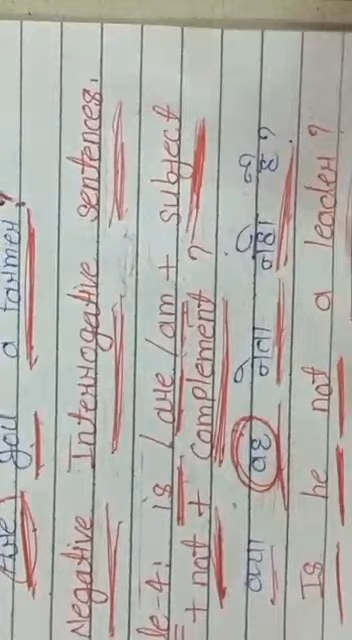 Are you a farmer?
Negative Interrogative sentences.
le-4: is/are/am + subject
+ not + complement?
क्या वह नेता नहीं है?
Is he not a leader?